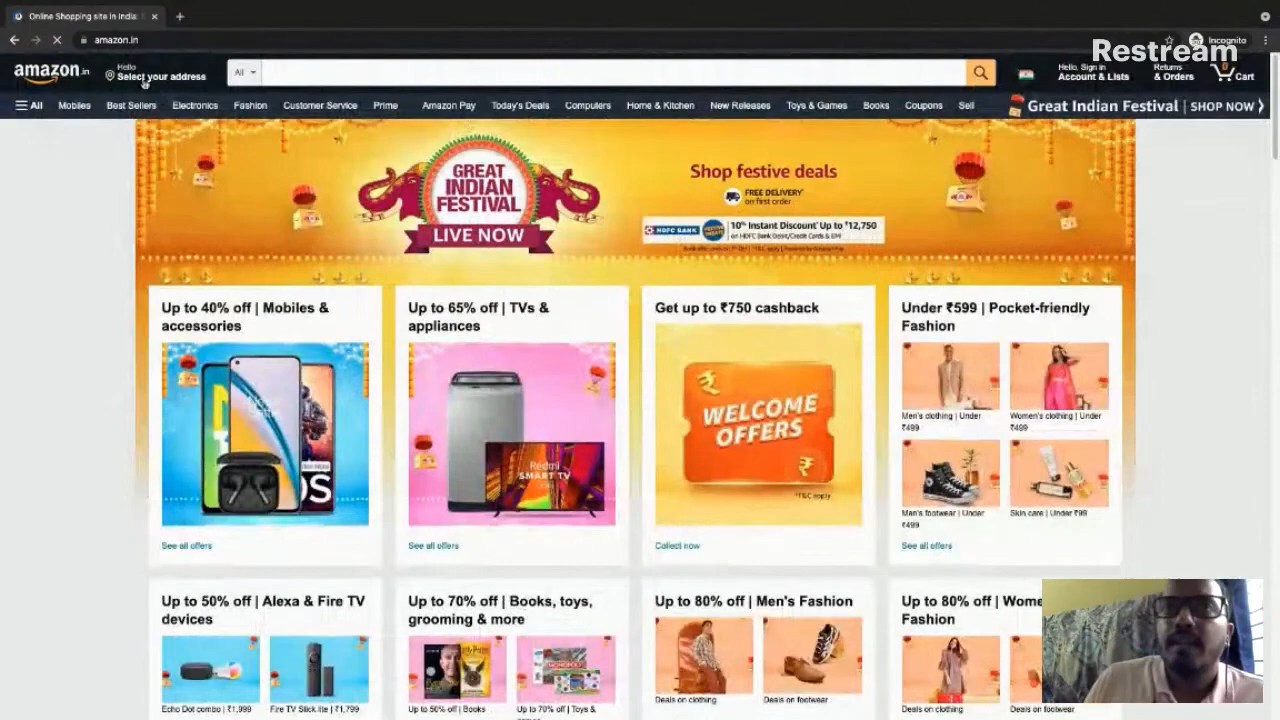 Online Shopping site in India:
amazon.in
Incognito
Restream
amazon.in
Hello
Select your address
All
Hello, Sign in
Account & Lists
Returns
& Orders
0
Cart
All
Mobiles
Best Sellers
Electronics
Fashion
Customer Service
Prime
Amazon Pay
Today's Deals
Computers
Home & Kitchen
New Releases
Toys & Games
Books
Coupons
Sell
Great Indian Festival | SHOP NOW
GREAT
INDIAN
FESTIVAL
LIVE NOW
Shop festive deals
FREE DELIVERY*
on first order
HDFC BANK
10% Instant Discount* Up to ₹12,750
on HDFC Bank Debit/Credit Cards & EMI
Up to 40% off | Mobiles &
accessories
See all offers
Up to 65% off | TVs &
appliances
Redmi
SMART TV
See all offers
Get up to ₹750 cashback
₹
WELCOME
OFFERS
₹
*T&C apply
Collect now
Under ₹599 | Pocket-friendly
Fashion
Men's clothing | Under
₹499
Women's clothing | Under
₹499
Men's footwear | Under
₹499
Skin care | Under ₹99
See all offers
Up to 50% off | Alexa & Fire TV
devices
Echo Dot combo | ₹1,999
Fire TV Stick lite | ₹1,799
Up to 70% off | Books, toys,
grooming & more
MONOPOLY
Up to 50% | Books
Up to 70% | Toys &
Up to 80% off | Men's Fashion
Deals on clothing
Deals on footwear
Up to 80% off | Wome
Fashion
Deals on clothing
Deals on footwear